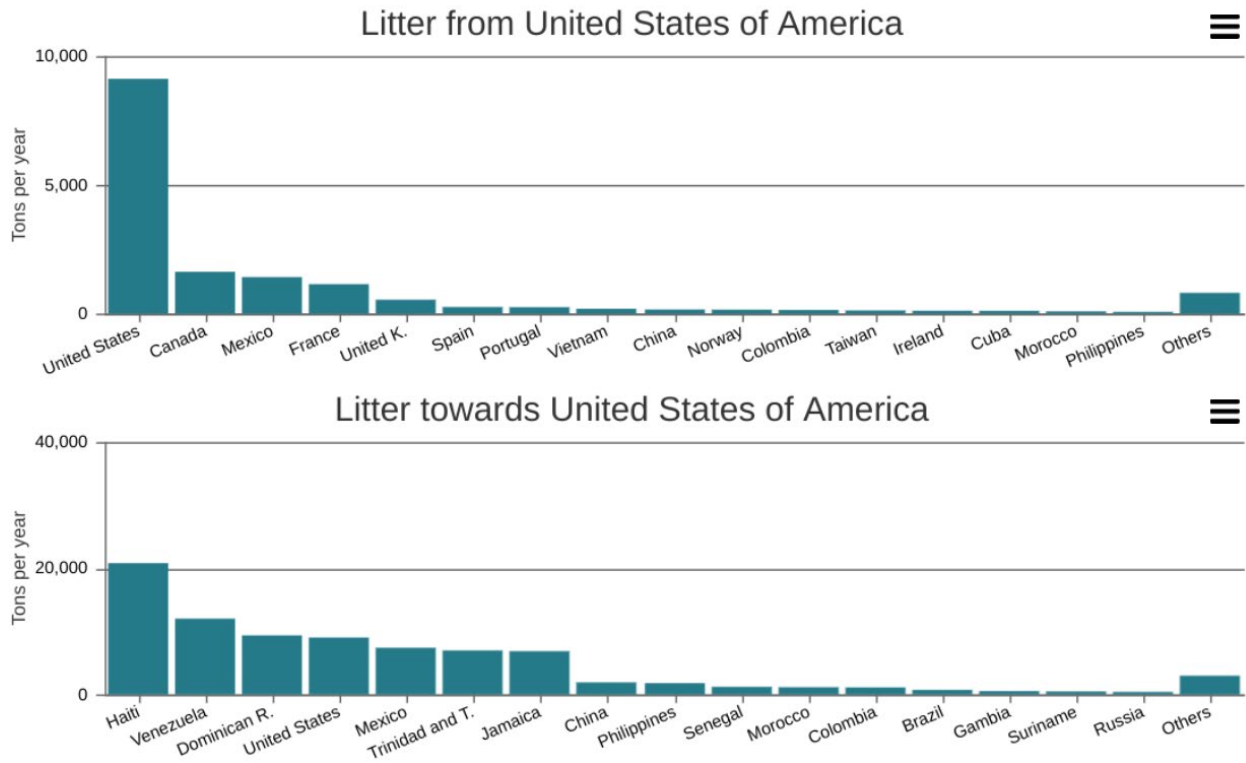 Litter from United States of America
Tons per year
10,000
5,000
0
United States
Canada
Mexico
France
United K.
Spain
Portugal
Vietnam
China
Norway
Colombia
Taiwan
Ireland
Cuba
Morocco
Philippines
Others
Litter towards United States of America
Tons per year
40,000
20,000
0
Haiti
Venezuela
Dominican R.
United States
Mexico
Trinidad and T.
Jamaica
China
Philippines
Senegal
Morocco
Colombia
Brazil
Gambia
Suriname
Russia
Others